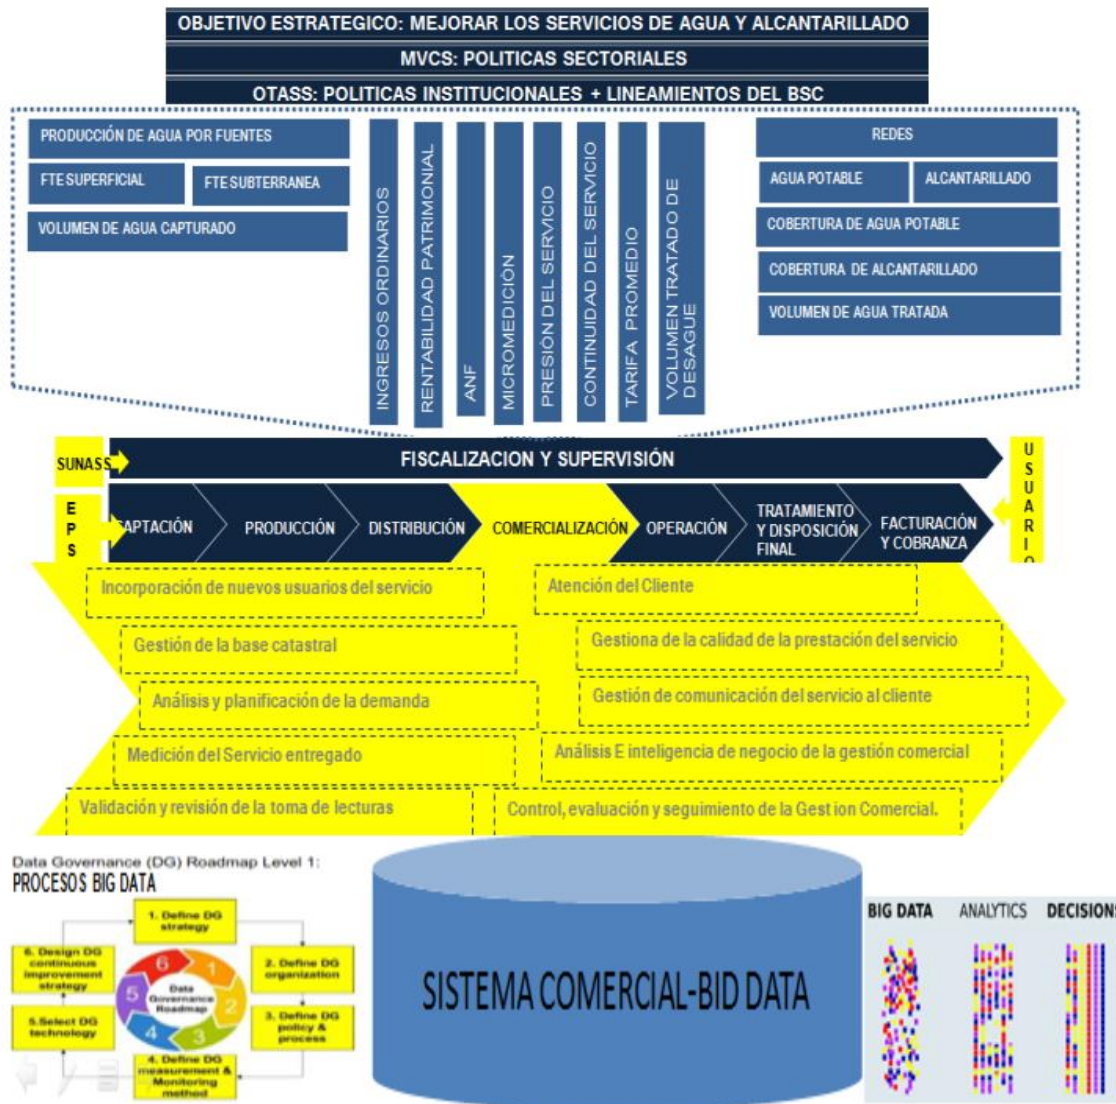 OBJETIVO ESTRATEGICO: MEJORAR LOS SERVICIOS DE AGUA Y ALCANTARILLADO
MVCS: POLITICAS SECTORIALES
OTASS: POLITICAS INSTITUCIONALES + LINEAMIENTOS DEL BSC
PRODUCCIÓN DE AGUA POR FUENTES
FTE SUPERFICIAL
FTE SUBTERRANEA
VOLUMEN DE AGUA CAPTURADO
INGRESOS ORDINARIOS
RENTABILIDAD PATRIMONIAL
ANF
MICROMEDICIÓN
PRESIÓN DEL SERVICIO
CONTINUIDAD DEL SERVICIO
TARIFA PROMEDIO
VOLUMEN TRATADO DE
DESAGUE
REDES
AGUA POTABLE
ALCANTARILLADO
COBERTURA DE AGUA POTABLE
COBERTURA DE ALCANTARILLADO
VOLUMEN DE AGUA TRATADA
SUNASS
FISCALIZACION Y SUPERVISIÓN
USUARIO
EPS
CAPTACIÓN
PRODUCCIÓN
DISTRIBUCIÓN
COMERCIALIZACIÓN
OPERACIÓN
TRATAMIENTO
Y DISPOSICIÓN
FINAL
FACTURACIÓN
Y COBRANZA
Incorporación de nuevos usuarios del servicio
Gestión de la base catastral
Análisis y planificación de la demanda
Medición del Servicio entregado
Validación y revisión de la toma de lecturas
Atención del Cliente
Gestiona de la calidad de la prestación del servicio
Gestión de comunicación del servicio al cliente
Análisis E inteligencia de negocio de la gestión comercial
Control, evaluación y seguimiento de la Gest ion Comercial.
Data Governance (DG) Roadmap Level 1:
PROCESOS BIG DATA
1. Define DG
strategy
2. Define DG
organization
3. Define DG
policy &
process
4. Define DG
measurement &
Monitoring
method
5.Select DG
technology
6. Design DG
continuous
improvement
strategy
Data
Governance
Roadmap
1
2
3
4
5
6
SISTEMA COMERCIAL-BID DATA
BIG DATA
ANALYTICS
DECISIONS